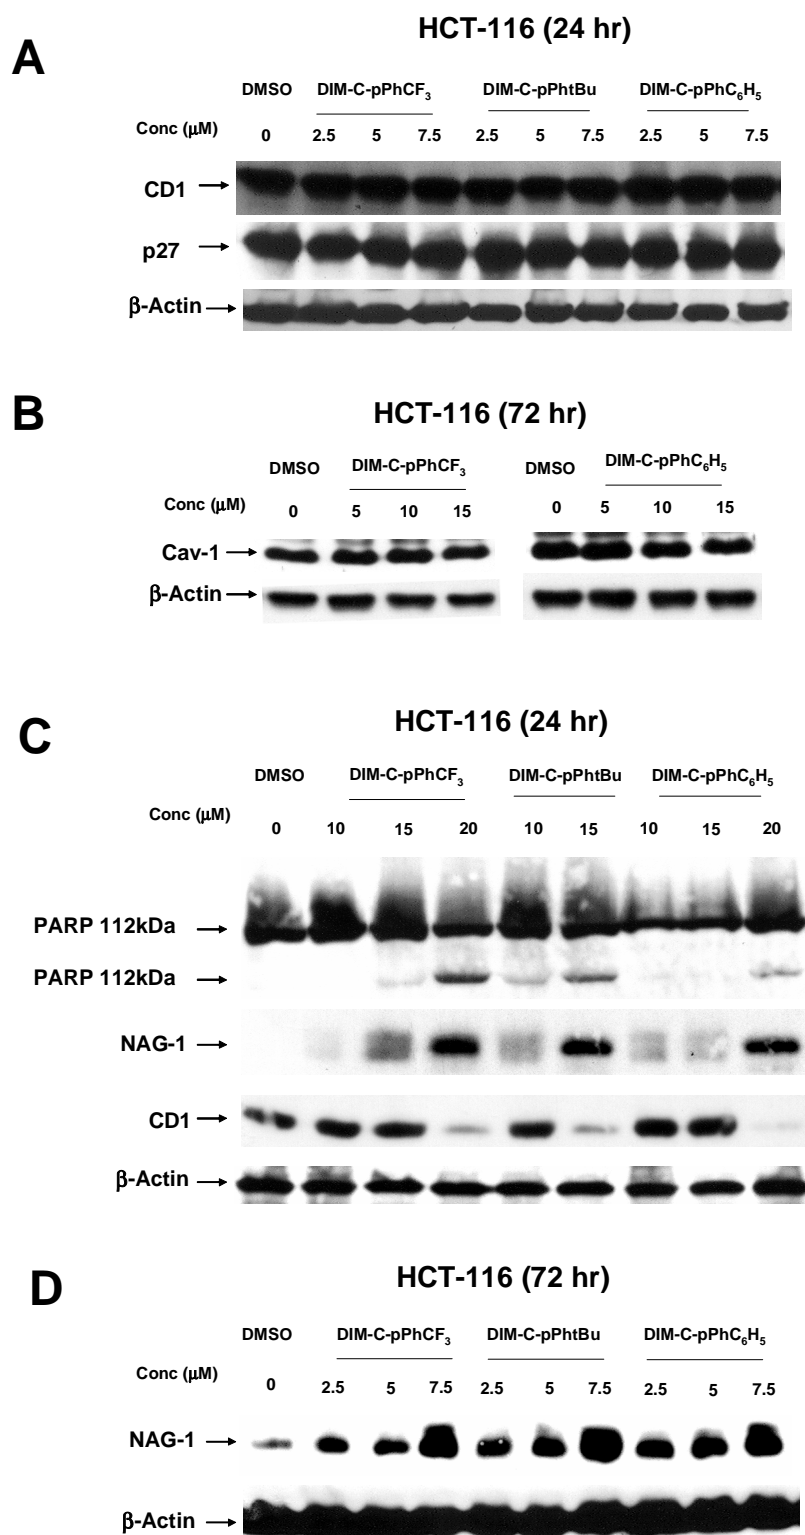 A
HCT-116 (24 hr)
DMSO DIM-C-pPhCF3 DIM-C-pPhtBu DIM-C-pPhC6H5
Conc (μM) 0 2.5 5 7.5 2.5 5 7.5 2.5 5 7.5
CD1
p27
β-Actin
B
HCT-116 (72 hr)
DMSO DIM-C-pPhCF3 DMSO DIM-C-pPhC6H5
Conc (μM) 0 5 10 15 0 5 10 15
Cav-1
β-Actin
C
HCT-116 (24 hr)
DMSO DIM-C-pPhCF3 DIM-C-pPhtBu DIM-C-pPhC6H5
Conc (μM) 0 10 15 20 10 15 10 15 20
PARP 112kDa
PARP 112kDa
NAG-1
CD1
β-Actin
D
HCT-116 (72 hr)
DMSO DIM-C-pPhCF3 DIM-C-pPhtBu DIM-C-pPhC6H5
Conc (μM) 0 2.5 5 7.5 2.5 5 7.5 2.5 5 7.5
NAG-1
β-Actin